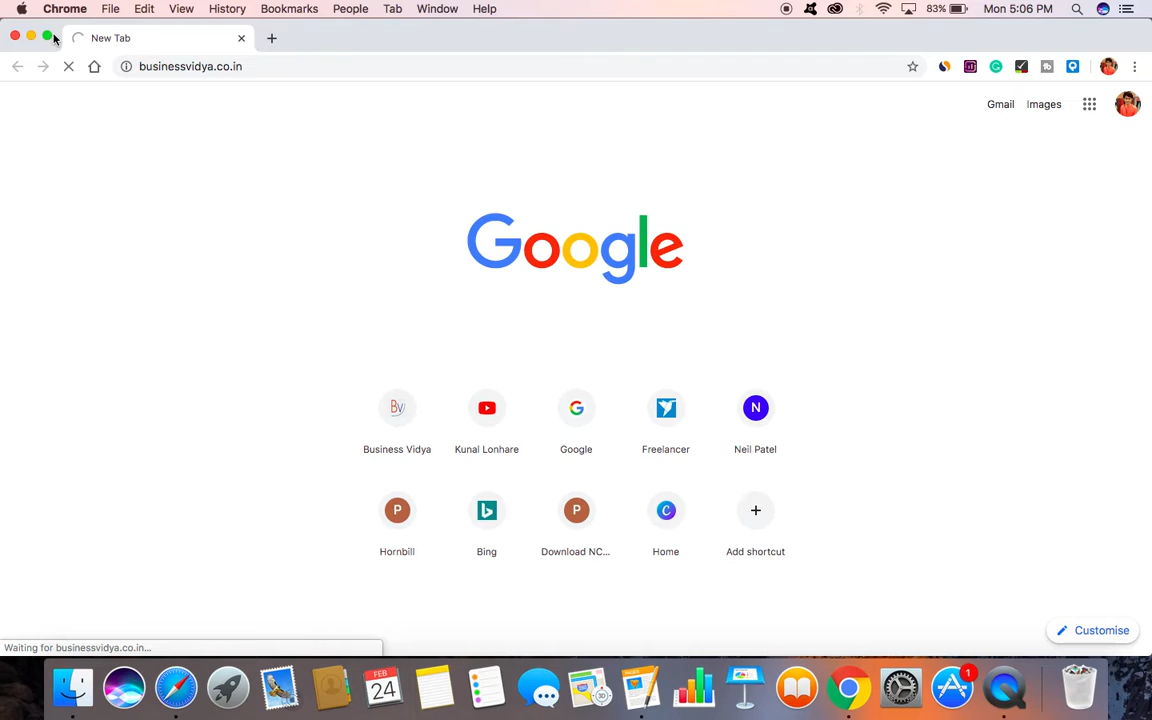 Chrome File Edit View History Bookmarks People Tab Window Help 83% Mon 5:06 PM
New Tab
businessvidya.co.in
Gmail Images
Google
Bv N
Business Vidya Kunal Lonhare Google Freelancer Neil Patel
P b P C +
Hornbill Bing Download NC... Home Add shortcut
Customise
Waiting for businessvidya.co.in...
FEB 1
24